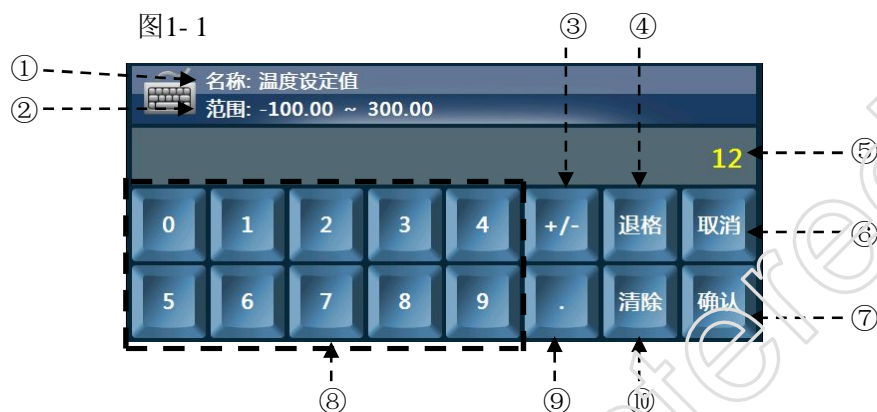 图1- 1
③ ④
① 名称: 温度设定值
② 范围: -100.00 ~ 300.00
12 ⑤
0 1 2 3 4 +/- 退格 取消 ⑥
5 6 7 8 9 . 清除 确认 ⑦
⑧ ⑨ ⑩